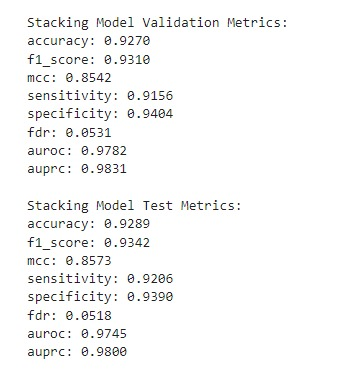 Stacking Model Validation Metrics:
accuracy: 0.9270
f1_score: 0.9310
mcc: 0.8542
sensitivity: 0.9156
specificity: 0.9404
fdr: 0.0531
auroc: 0.9782
auprc: 0.9831
Stacking Model Test Metrics:
accuracy: 0.9289
f1_score: 0.9342
mcc: 0.8573
sensitivity: 0.9206
specificity: 0.9390
fdr: 0.0518
auroc: 0.9745
auprc: 0.9800